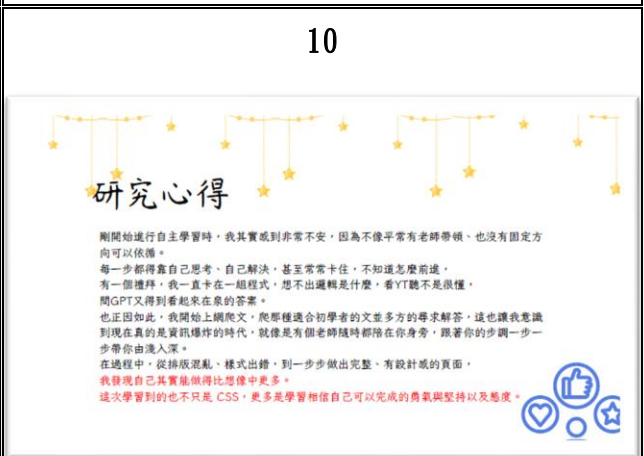 10
研究心得
剛開始進行自主學習時，我其實感到非常不安，因為不像平常有老師帶領、也沒有固定方
向可以依循。
每一步都得靠自己思考、自己解決，甚至常常卡住，不知道怎麼前進，
有一個禮拜，我一直卡在一組程式，想不出邏輯是什麼，看YT聽不是很懂，
問GPT又得到看起來在泉的答案。
也正因如此，我開始上網爬文，爬那種適合初學者的文並多方的尋求解答，這也讓我意識
到現在真的是資訊爆炸的時代，就像是有個老師隨時都陪在你身旁，跟著你的步調一步一
步帶你由淺入深。
在過程中，從排版混亂、樣式出錯，到一步步做出完整、有設計感的頁面，
我發現自己其實能做得比想像中更多。
這次學習到的也不只是 CSS，更多是學習相信自己可以完成的勇氣與堅持以及態度。